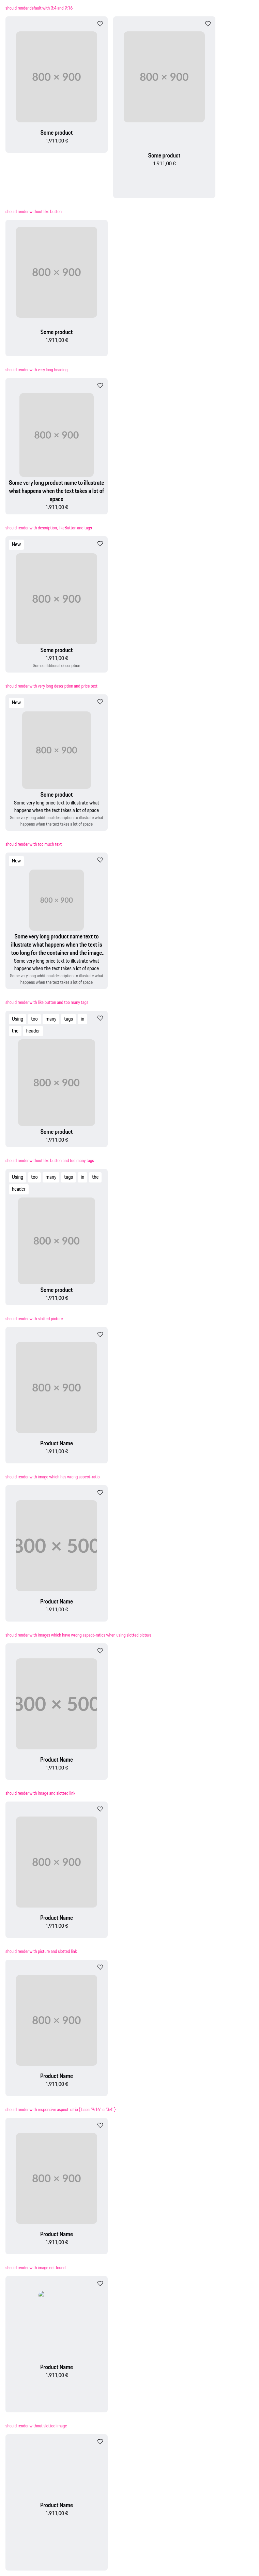 should render default with 3:4 and 9:16
800 × 900
Some product
1.911,00 €
800 × 900
Some product
1.911,00 €
should render without like button
800 × 900
Some product
1.911,00 €
should render with very long heading
800 × 900
Some very long product name to illustrate
what happens when the text takes a lot of
space
1.911,00 €
should render with description, likeButton and tags
New
800 × 900
Some product
1.911,00 €
Some additional description
should render with very long description and price text
New
800 × 900
Some product
Some very long price text to illustrate what
happens when the text takes a lot of space
Some very long additional description to illustrate what
happens when the text takes a lot of space
should render with too much text
New
800 × 900
Some very long product name text to
illustrate what happens when the text is
too long for the container and the image…
Some very long price text to illustrate what
happens when the text takes a lot of space
Some very long additional description to illustrate what
happens when the text takes a lot of space
should render with like button and too many tags
Using too many tags in
the header
800 × 900
Some product
1.911,00 €
should render without like button and too many tags
Using too many tags in the
header
800 × 900
Some product
1.911,00 €
should render with slotted picture
800 × 900
Product Name
1.911,00 €
should render with image which has wrong aspect-ratio
800 × 500
Product Name
1.911,00 €
should render with images which have wrong aspect-ratios when using slotted picture
800 × 500
Product Name
1.911,00 €
should render with image and slotted link
800 × 900
Product Name
1.911,00 €
should render with picture and slotted link
800 × 900
Product Name
1.911,00 €
should render with responsive aspect-ratio { base: '9:16', s: '3:4' }
800 × 900
Product Name
1.911,00 €
should render with image not found
Product Name
1.911,00 €
should render without slotted image
Product Name
1.911,00 €